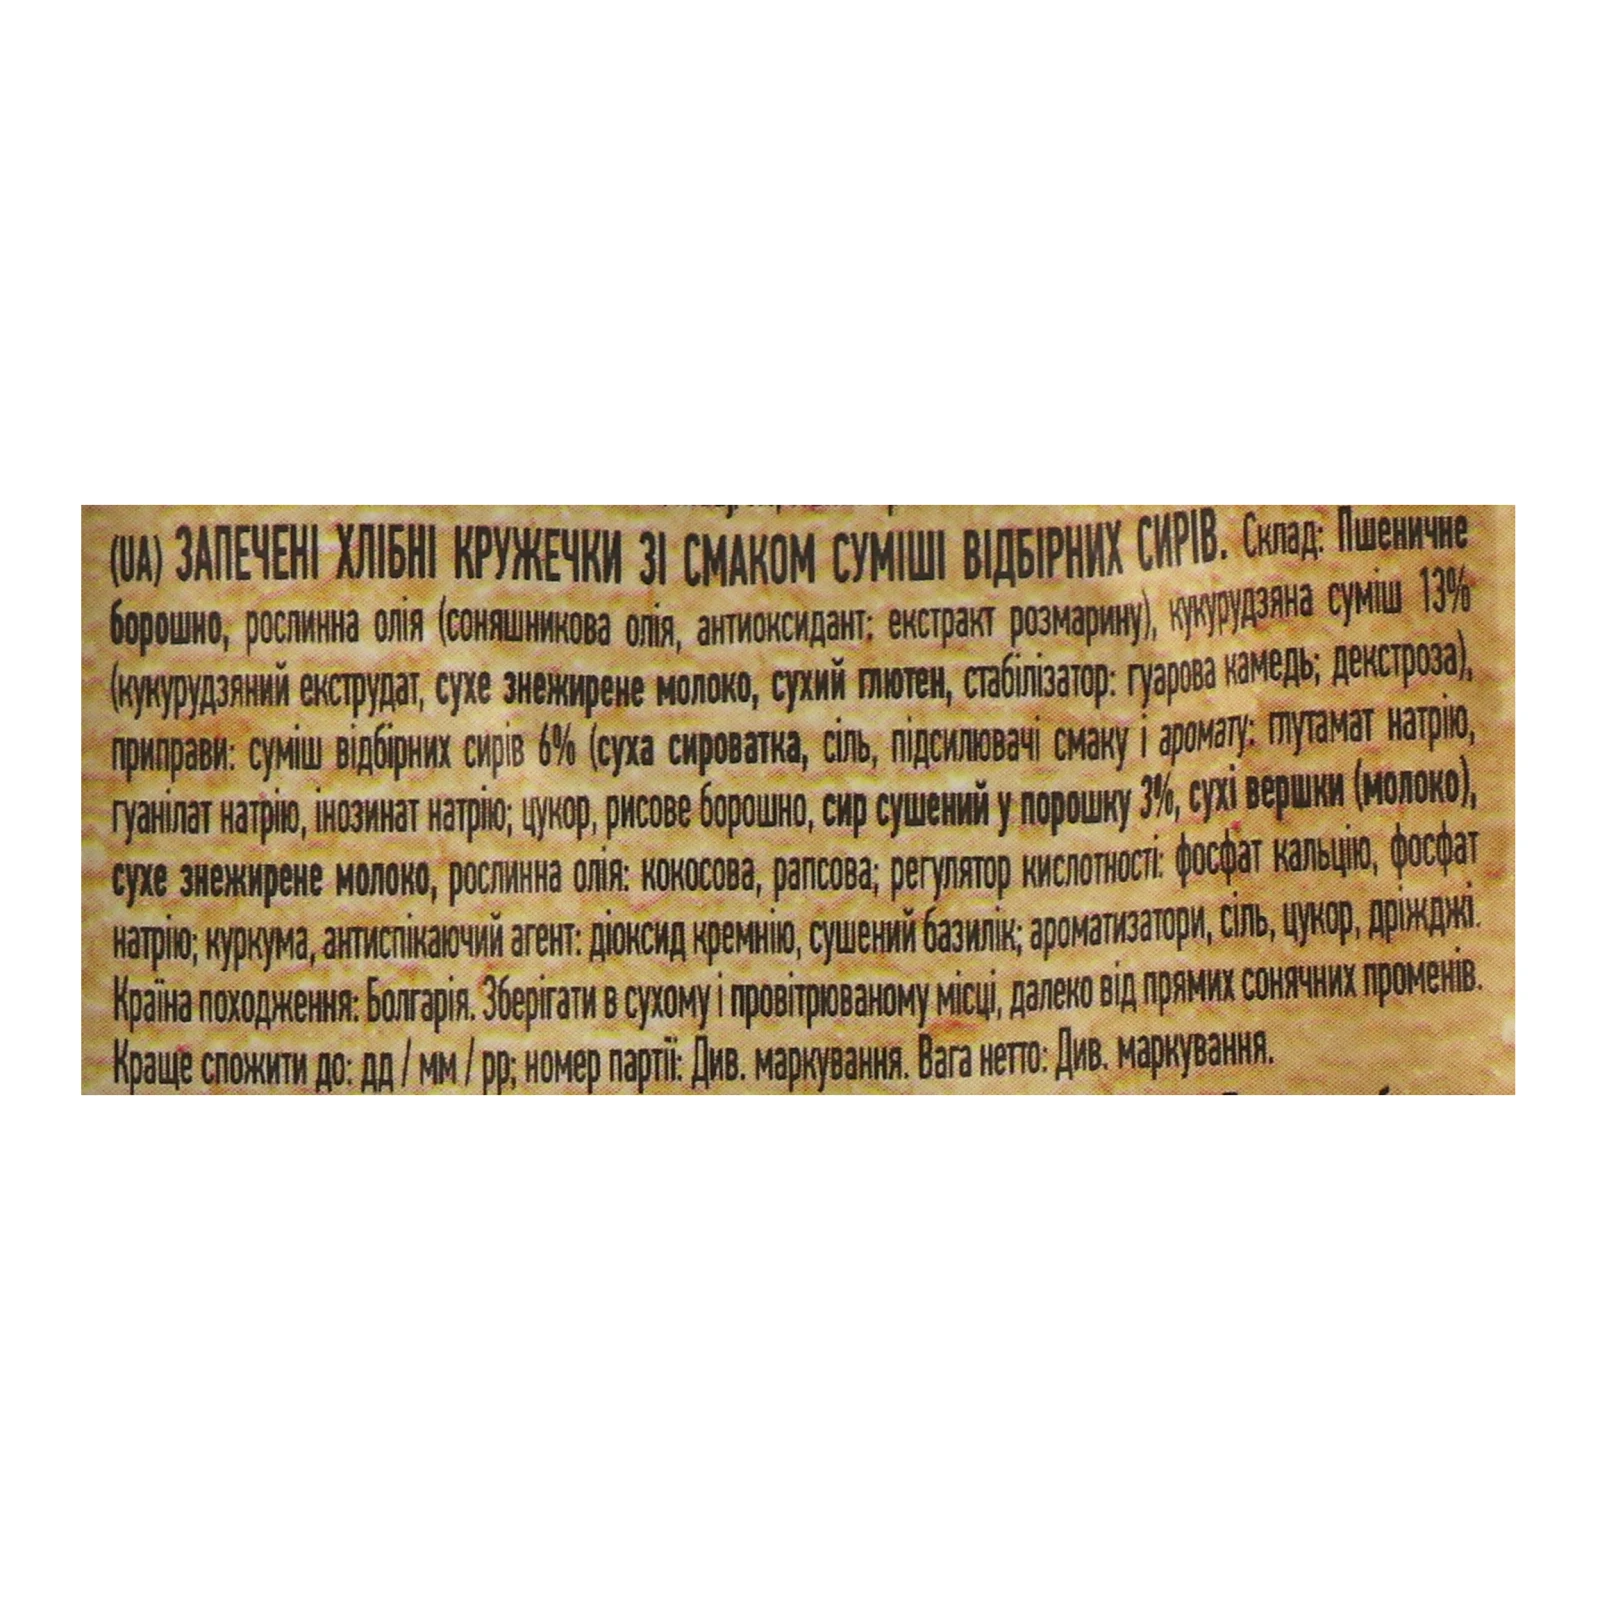 (UA) ЗАПЕЧЕНІ ХЛІБНІ КРУЖЕЧКИ ЗІ СМАКОМ СУМІШІ ВІДБІРНИХ СИРІВ. Склад: Пшеничне
борошно, рослинна олія (соняшникова олія, антиоксидант: екстракт розмарину), кукурудзяна суміш 13%
(кукурудзяний екструдат, сухе знежирене молоко, сухий глютен, стабілізатор: гуарова камедь; декстроза),
приправи: суміш відбірних сирів 6% (суха сироватка, сіль, підсилювачі смаку і аромату: глутамат натрію,
гуанілат натрію, інозинат натрію; цукор, рисове борошно, сир сушений у порошку 3%, сухі вершки (молоко),
сухе знежирене молоко, рослинна олія: кокосова, рапсова; регулятор кислотності: фосфат кальцію, фосфат
натрію; куркума, антиспікаючий агент: діоксид кремнію, сушений базилік; ароматизатори, сіль, цукор, дріжджі.
Країна походження: Болгарія. Зберігати в сухому і провітрюваному місці, далеко від прямих сонячних променів.
Краще спожити до: дд / мм / рр; номер партії: Див. маркування. Вага нетто: Див. маркування.